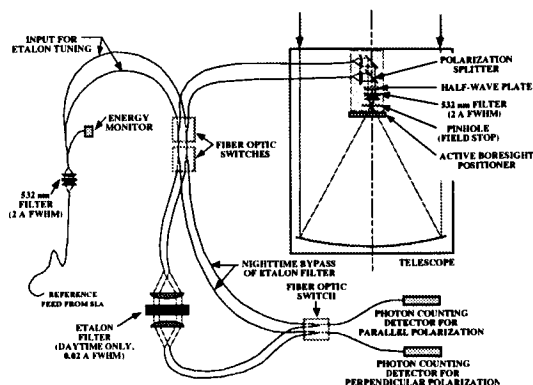 INPUT FOR
ETALON TUNING
ENERGY
MONITOR
532 nm
FILTER
(2 A FWHM)
REFERENCE
FEED FROM SLA
FIBER OPTIC
SWITCHES
POLARIZATION
SPLITTER
HALF-WAVE PLATE
532 nm FILTER
(2 A FWHM)
PINHOLE
(FIELD STOP)
ACTIVE BORESIGHT
POSITIONER
TELESCOPE
NIGHTTIME BYPASS
OF ETALON FILTER
FIBER OPTIC
SWITCH
ETALON
FILTER
(DAYTIME ONLY,
0.02 A FWHM)
PHOTON COUNTING
DETECTOR FOR
PARALLEL POLARIZATION
PHOTON COUNTING
DETECTOR FOR
PERPENDICULAR POLARIZATION